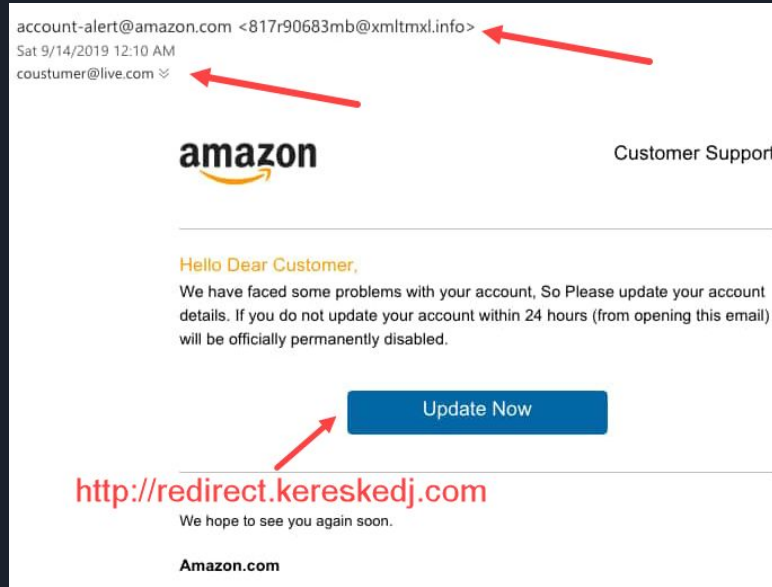 account-alert@amazon.com <817r90683mb@xmltmxl.info>
Sat 9/14/2019 12:10 AM
coustumer@live.com
amazon
Customer Support
Hello Dear Customer,
We have faced some problems with your account, So Please update your account
details. If you do not update your account within 24 hours (from opening this email)
will be officially permanently disabled.
Update Now
http://redirect.kereskedj.com
We hope to see you again soon.
Amazon.com